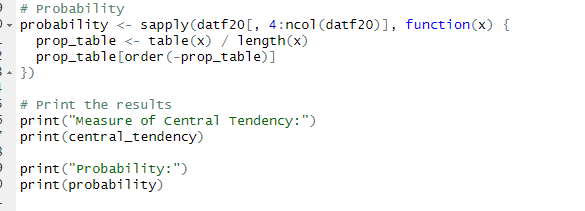 # Probability
probability <- sapply(datf20[, 4:ncol(datf20)], function(x) {
prop_table <- table(x) / length(x)
prop_table[order(-prop_table)]
})
# Print the results
print("Measure of Central Tendency:")
print(central_tendency)
print("Probability:")
print(probability)